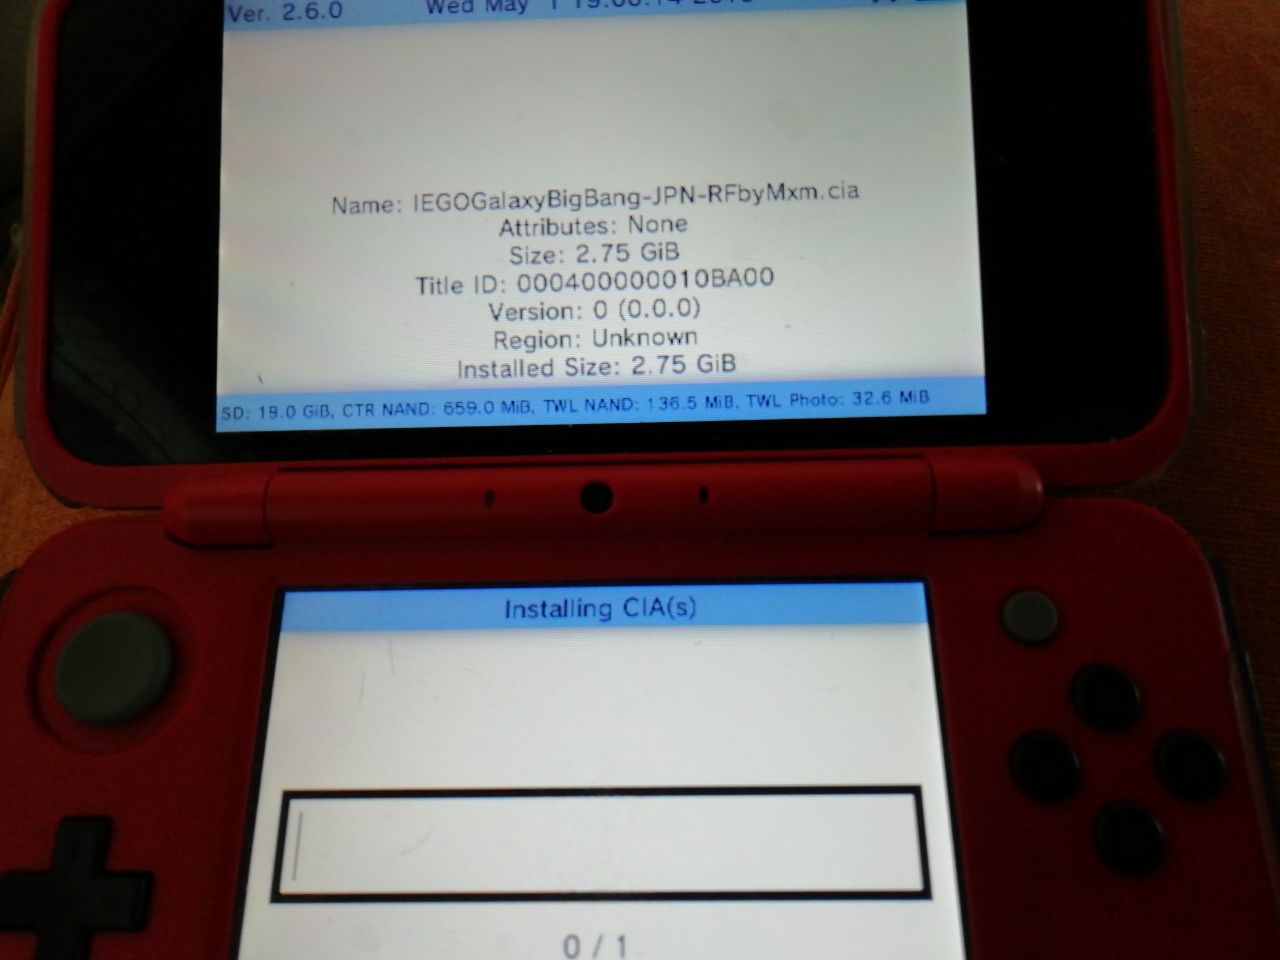 Ver. 2.6.0 Wed May 1
Name: IEGOGalaxyBigBang-JPN-RFbyMxm.cia
Attributes: None
Size: 2.75 GiB
Title ID: 000400000010BA00
Version: 0 (0.0.0)
Region: Unknown
Installed Size: 2.75 GiB
SD: 19.0 GiB, CTR NAND: 659.0 MiB, TWL NAND: 136.5 MiB, TWL Photo: 32.6 MiB
Installing CIA(s)
0 / 1